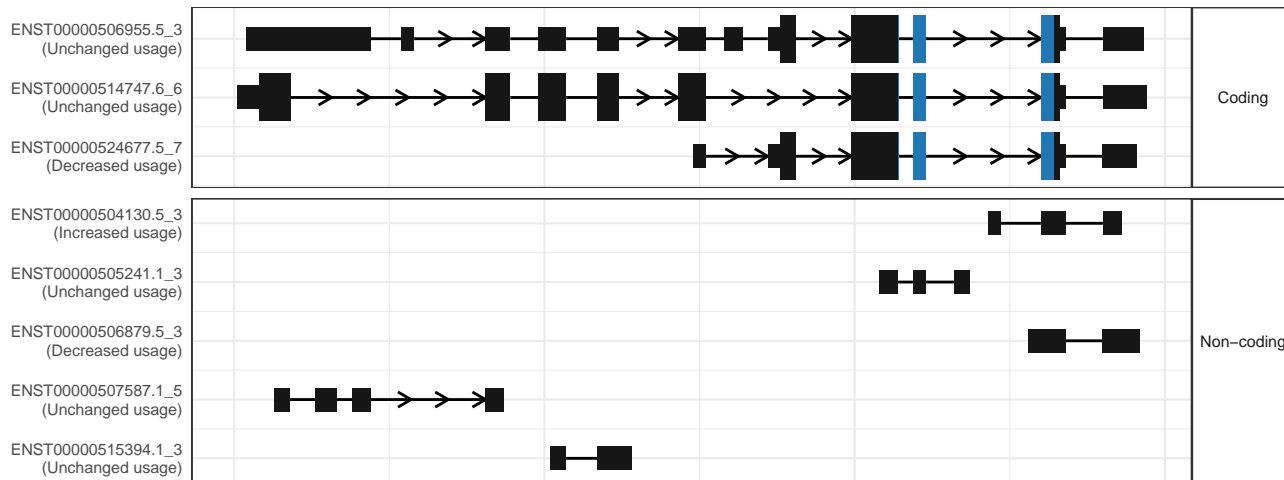 ENST00000506955.5_3
(Unchanged usage)
ENST00000514747.6_6
(Unchanged usage)
ENST00000524677.5_7
(Decreased usage)
Coding
ENST00000504130.5_3
(Increased usage)
ENST00000505241.1_3
(Unchanged usage)
ENST00000506879.5_3
(Decreased usage)
ENST00000507587.1_5
(Unchanged usage)
ENST00000515394.1_3
(Unchanged usage)
Non−coding